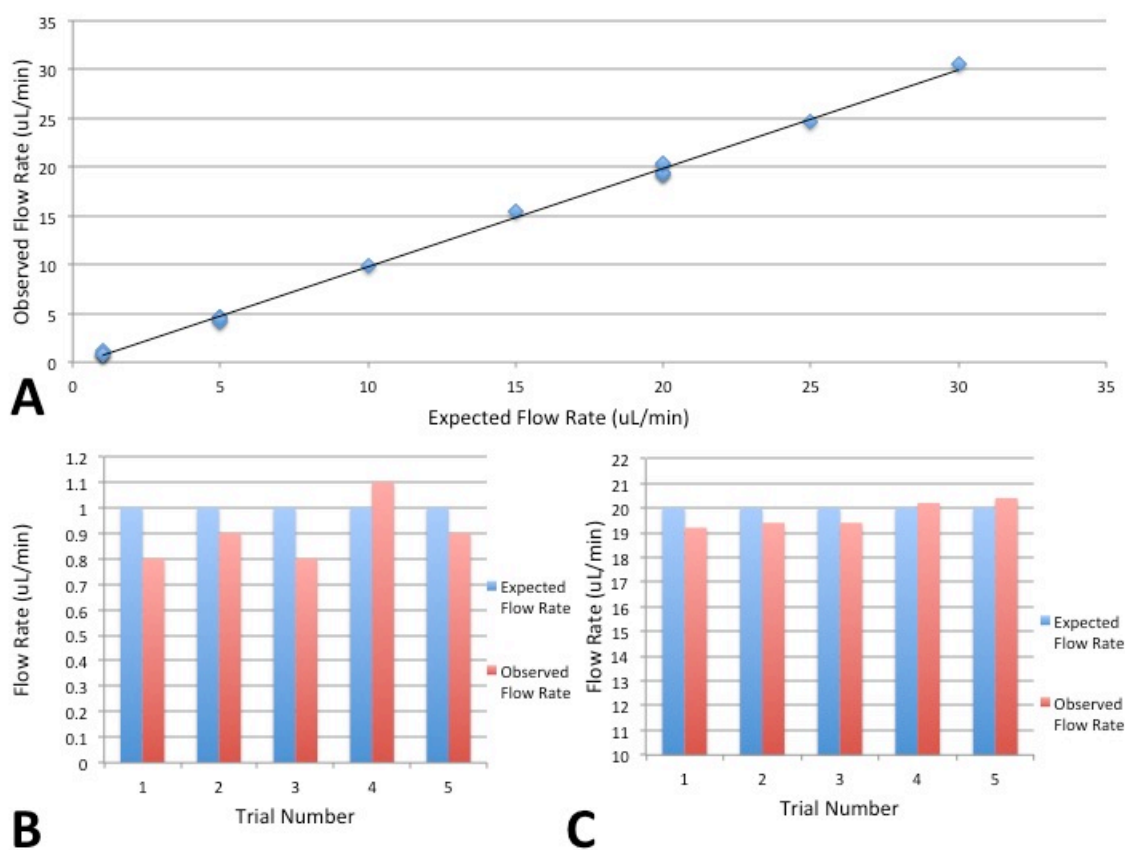 35
30
25
20
15
10
5
0
Observed Flow Rate (uL/min)
0 5 10 15 20 25 30 35
Expected Flow Rate (uL/min)
A
1.2
1.1
1
0.9
0.8
0.7
0.6
0.5
0.4
0.3
0.2
0.1
0
Flow Rate (uL/min)
1 2 3 4 5
Trial Number
Expected
Flow Rate
Observed
Flow Rate
B
22
21
20
19
18
17
16
15
14
13
12
11
10
Flow Rate (uL/min)
1 2 3 4 5
Trial Number
Expected
Flow Rate
Observed
Flow Rate
C